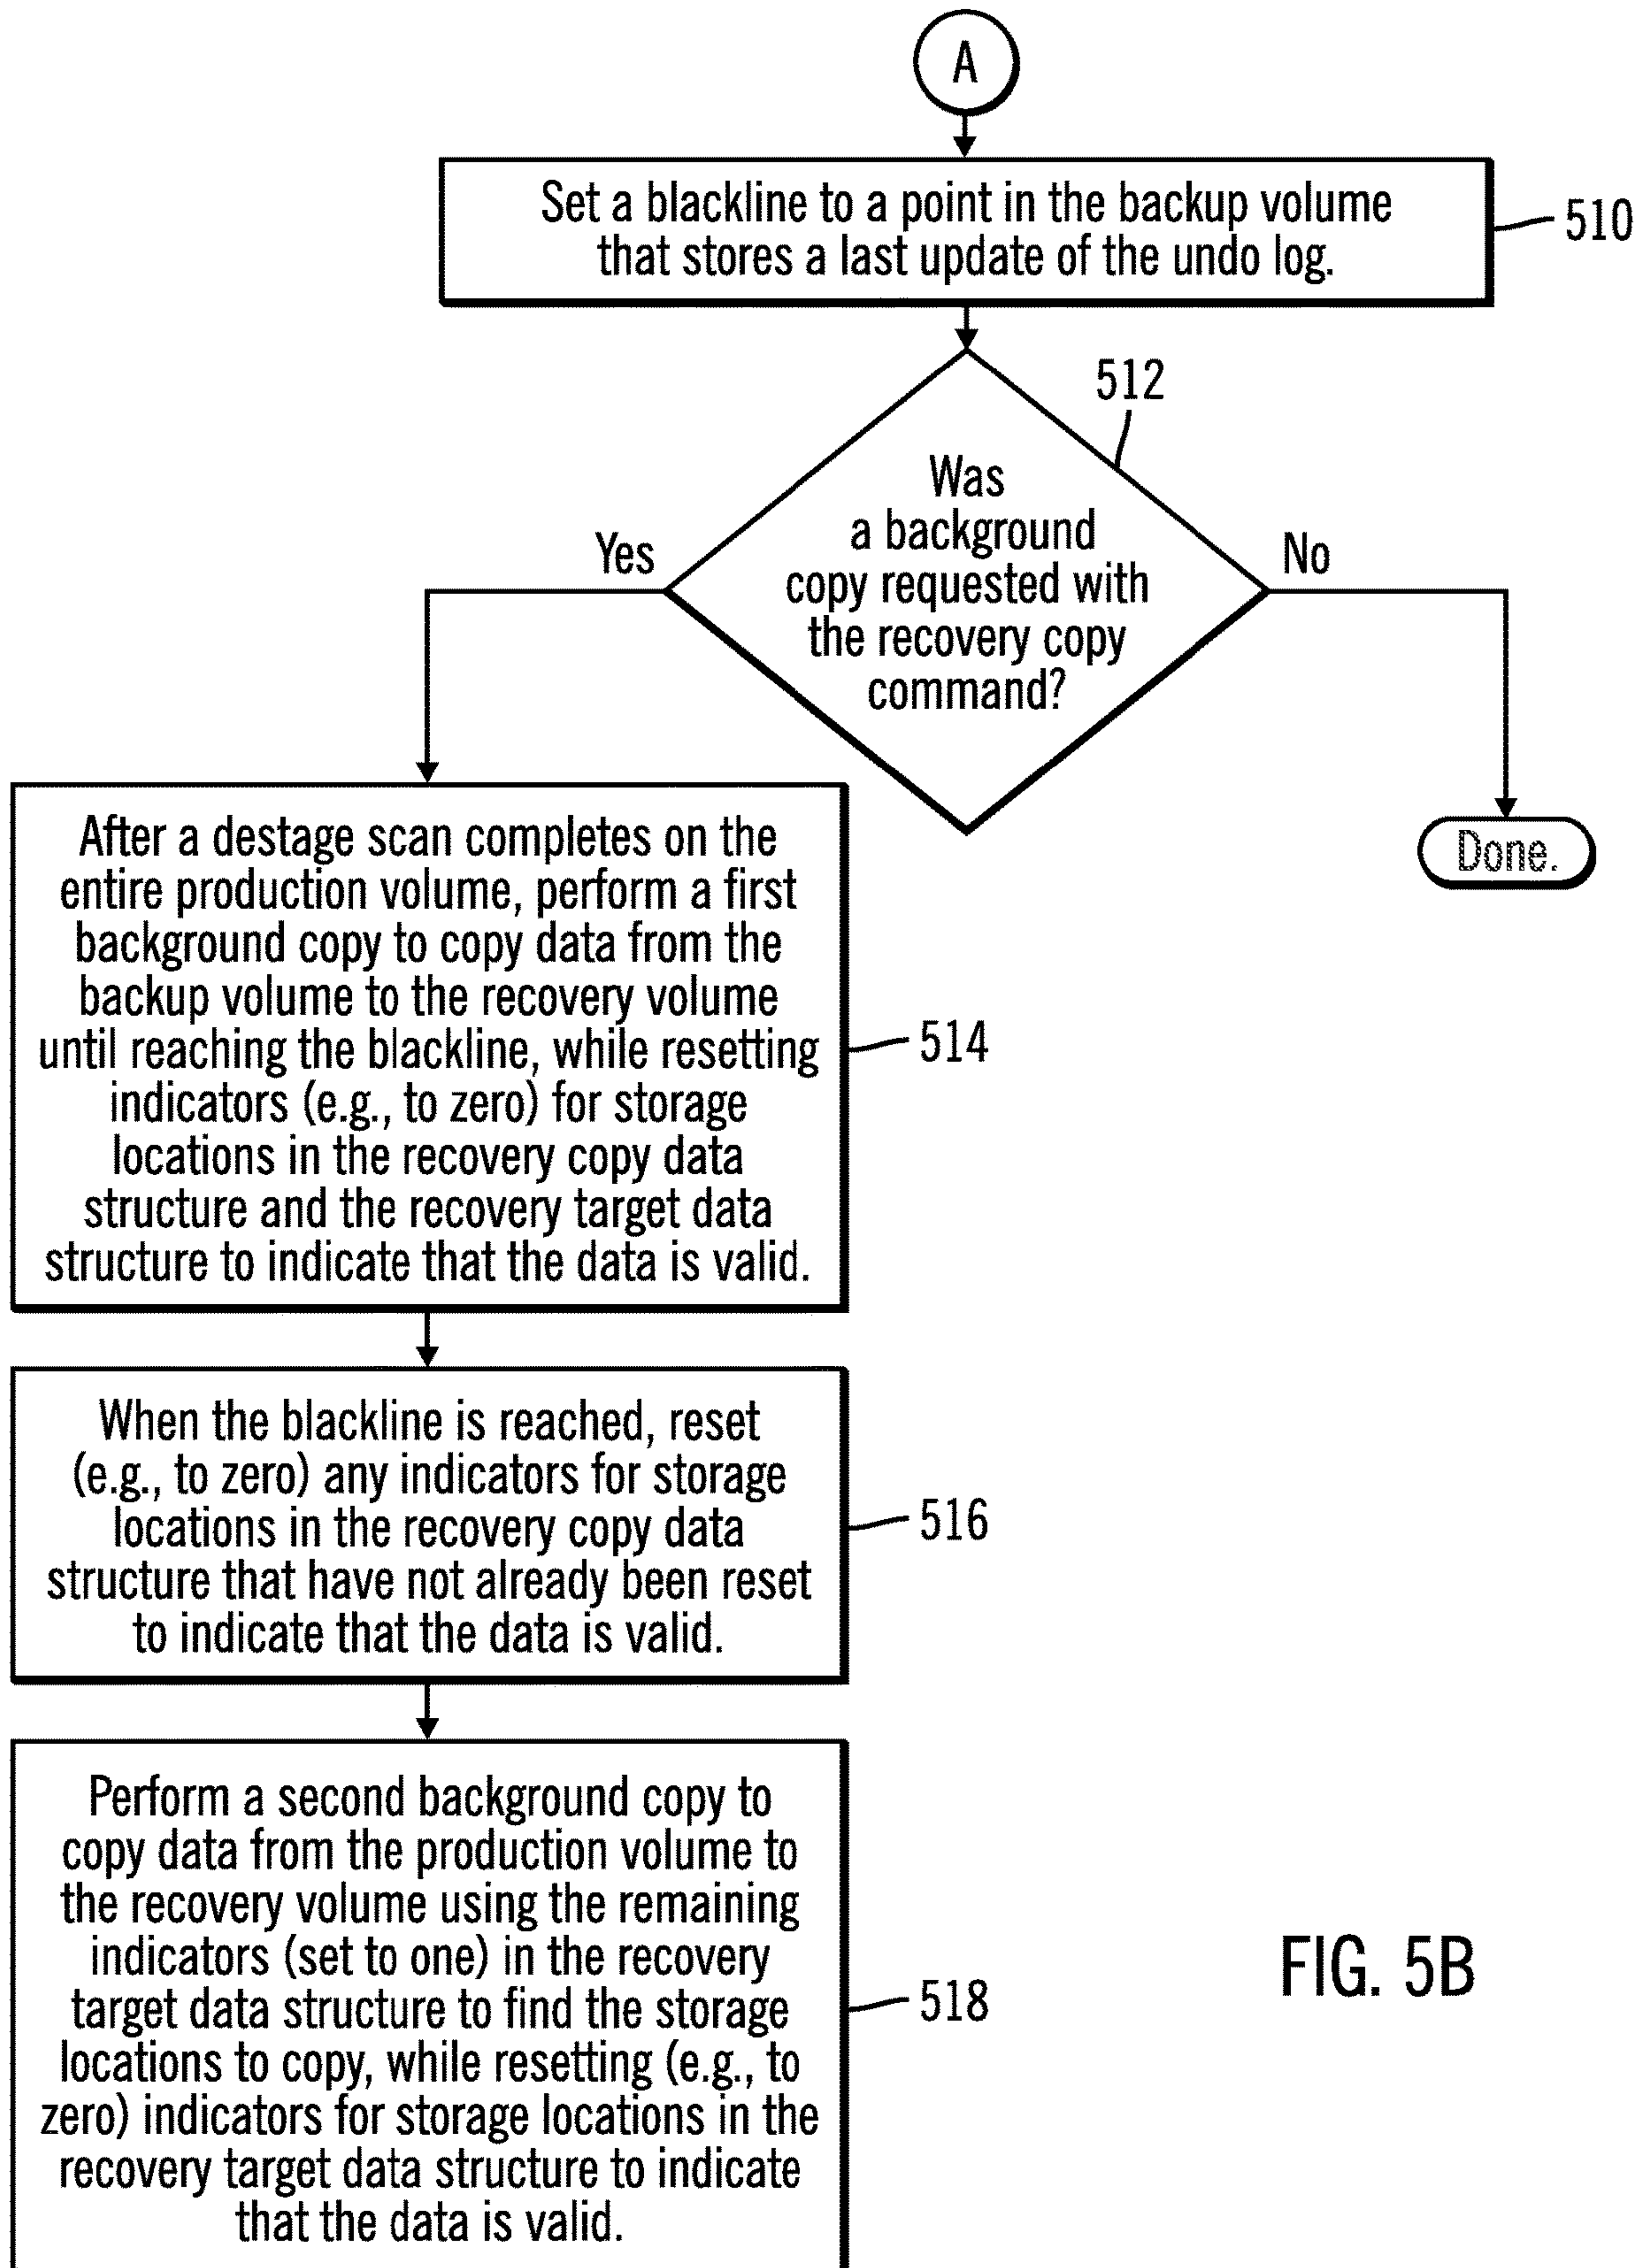 A
Set a blackline to a point in the backup volume
that stores a last update of the undo log.
510
512
Was
a background
copy requested with
the recovery copy
command?
Yes
No
Done.
After a destage scan completes on the
entire production volume, perform a first
background copy to copy data from the
backup volume to the recovery volume
until reaching the blackline, while resetting
indicators (e.g., to zero) for storage
locations in the recovery copy data
structure and the recovery target data
structure to indicate that the data is valid.
514
When the blackline is reached, reset
(e.g., to zero) any indicators for storage
locations in the recovery copy data
structure that have not already been reset
to indicate that the data is valid.
516
Perform a second background copy to
copy data from the production volume to
the recovery volume using the remaining
indicators (set to one) in the recovery
target data structure to find the storage
locations to copy, while resetting (e.g., to
zero) indicators for storage locations in the
recovery target data structure to indicate
that the data is valid.
518
FIG. 5B